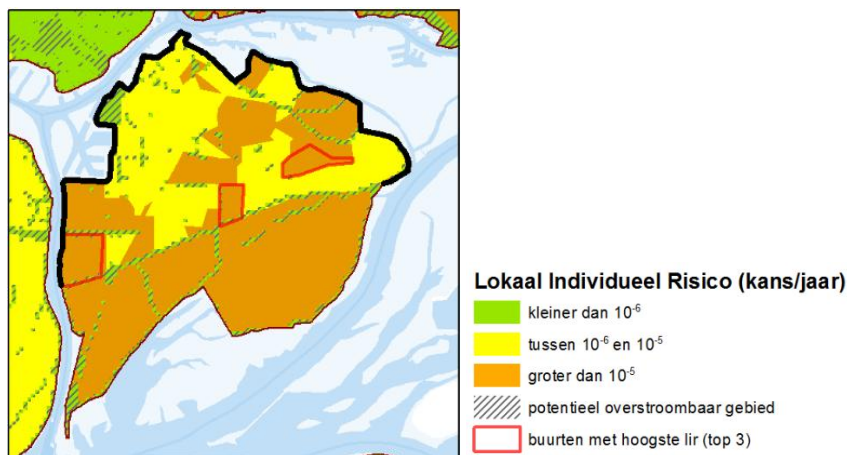 Lokaal Individueel Risico (kans/jaar)
kleiner dan 10⁻⁶
tussen 10⁻⁶ en 10⁻⁵
groter dan 10⁻⁵
potentieel overstroombaar gebied
buurten met hoogste lir (top 3)